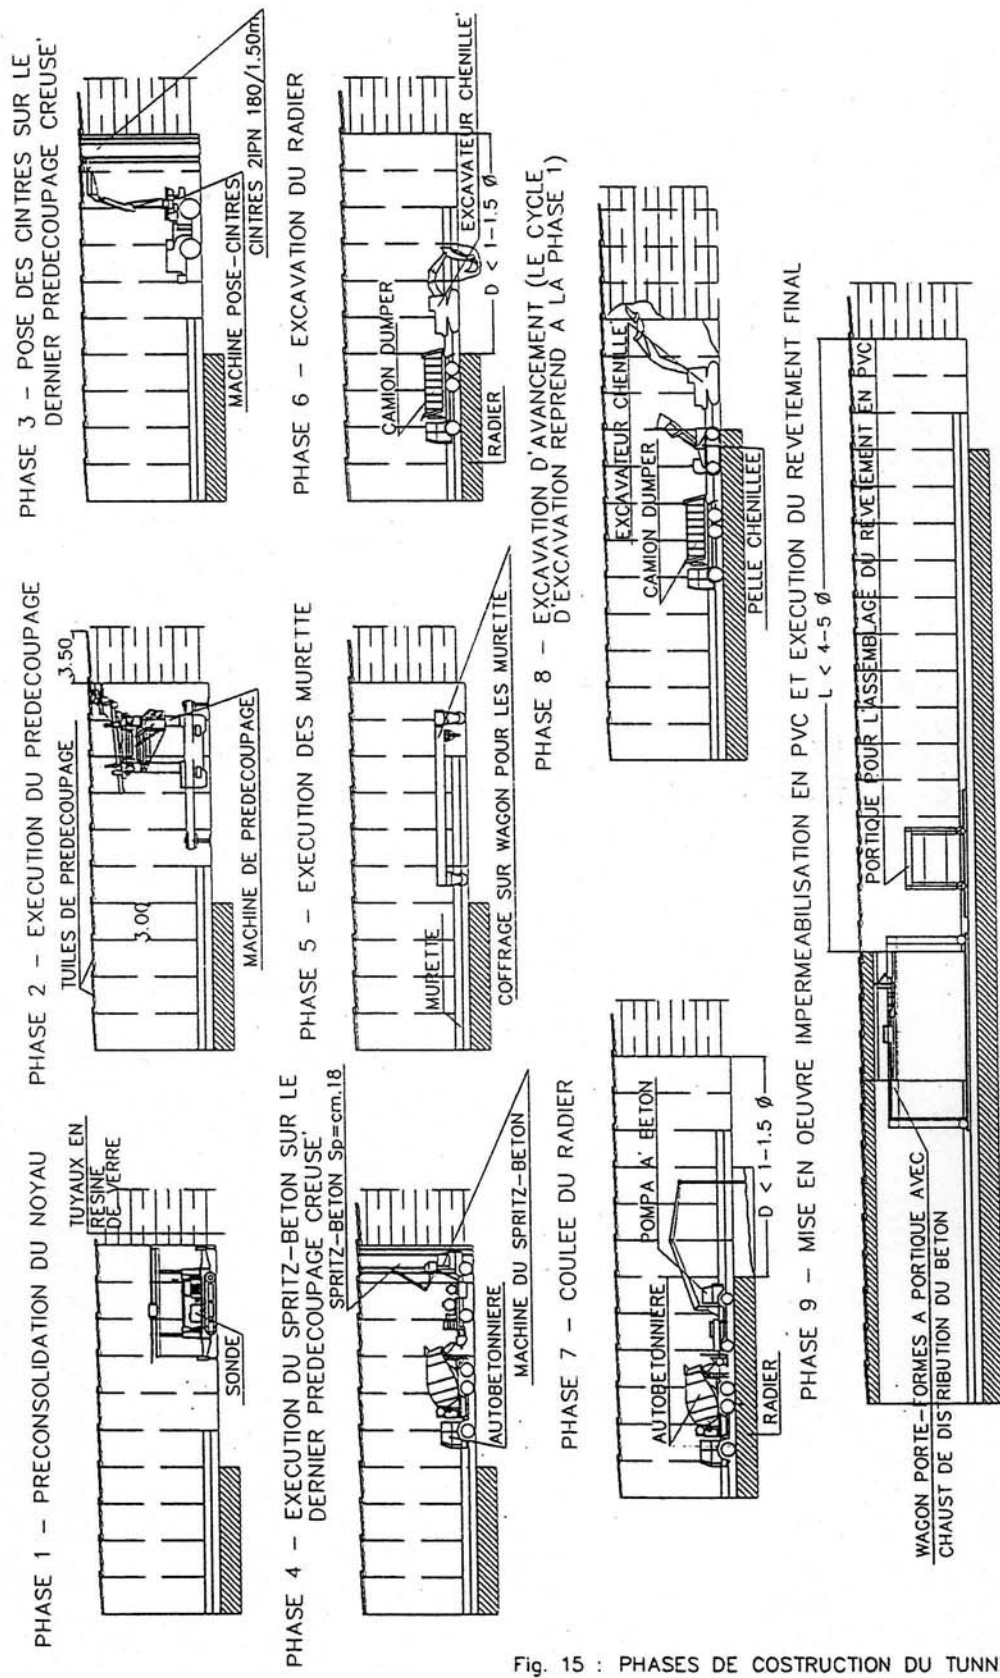 PHASE 1 – PRECONSOLIDATION DU NOYAU
TUYAUX EN
RESINE
DE VERRE
SONDE
PHASE 2 – EXECUTION DU PREDECOUPAGE
TUILES DE PREDECOUPAGE
3.50
3.00
MACHINE DE PREDECOUPAGE
PHASE 3 – POSE DES CINTRES SUR LE
DERNIER PREDECOUPAGE CREUSE'
MACHINE POSE-CINTRES
CINTRES 2IPN 180/1.50m
PHASE 4 – EXECUTION DU SPRITZ-BETON SUR LE
DERNIER PREDECOUPAGE CREUSE'
SPRITZ-BETON Sp=cm.18
AUTOBETONNIERE
MACHINE DU SPRITZ-BETON
PHASE 5 – EXECUTION DES MURETTE
MURETTE
COFFRAGE SUR WAGON POUR LES MURETTE
PHASE 6 – EXCAVATION DU RADIER
CAMION DUMPER
RADIER
EXCAVATEUR CHENILLE'
D < 1-1.5 Ø
PHASE 7 – COULEE DU RADIER
POMPA A' BETON
AUTOBETONNIERE
RADIER
D < 1-1.5 Ø
PHASE 8 – EXCAVATION D'AVANCEMENT (LE CYCLE
D'EXCAVATION REPREND A LA PHASE 1)
EXCAVATEUR CHENILLE
CAMION DUMPER
PELLE CHENILLEE
PHASE 9 – MISE EN OEUVRE IMPERMEABILISATION EN PVC ET EXECUTION DU REVETEMENT FINAL
L < 4-5 Ø
PORTIQUE POUR L'ASSEMBLAGE DU REVETEMENT EN PVC
WAGON PORTE-FORMES A PORTIQUE AVEC
CHAUST DE DISTRIBUTION DU BETON
Fig. 15 : PHASES DE COSTRUCTION DU TUNN